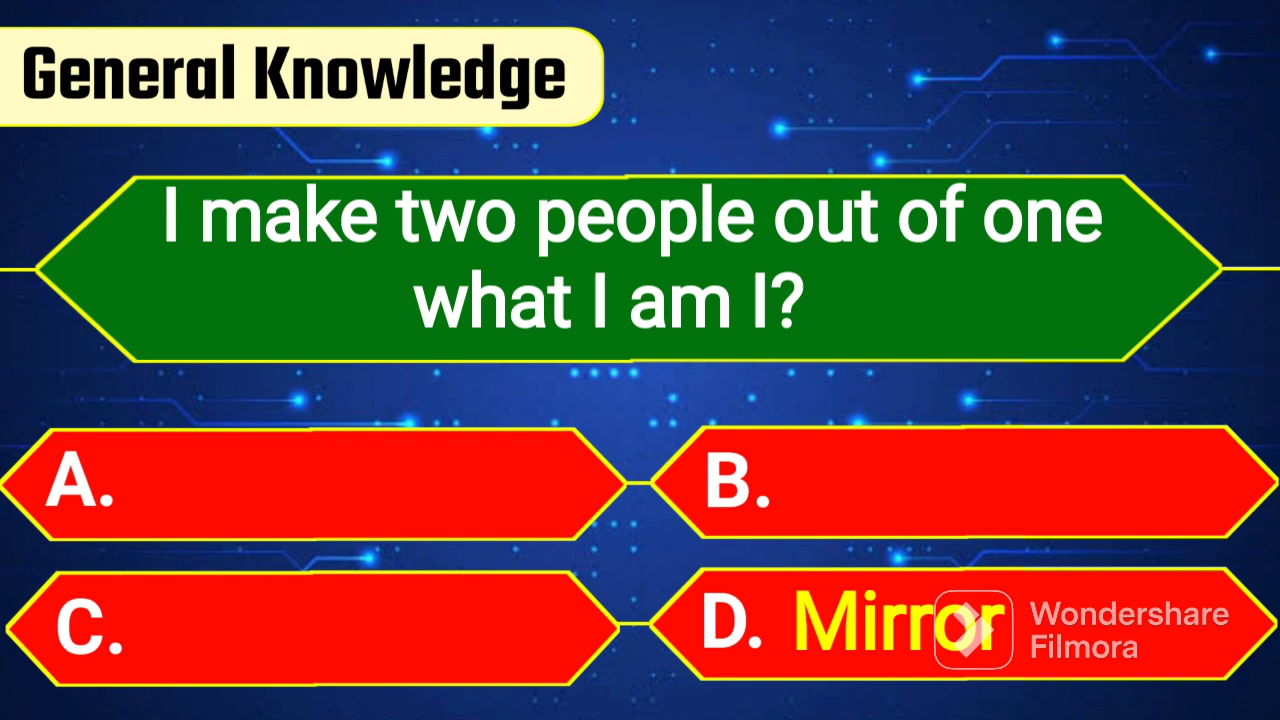 General Knowledge
I make two people out of one
what I am I?
A.
B.
C.
D. Mirror
Wondershare
Filmora